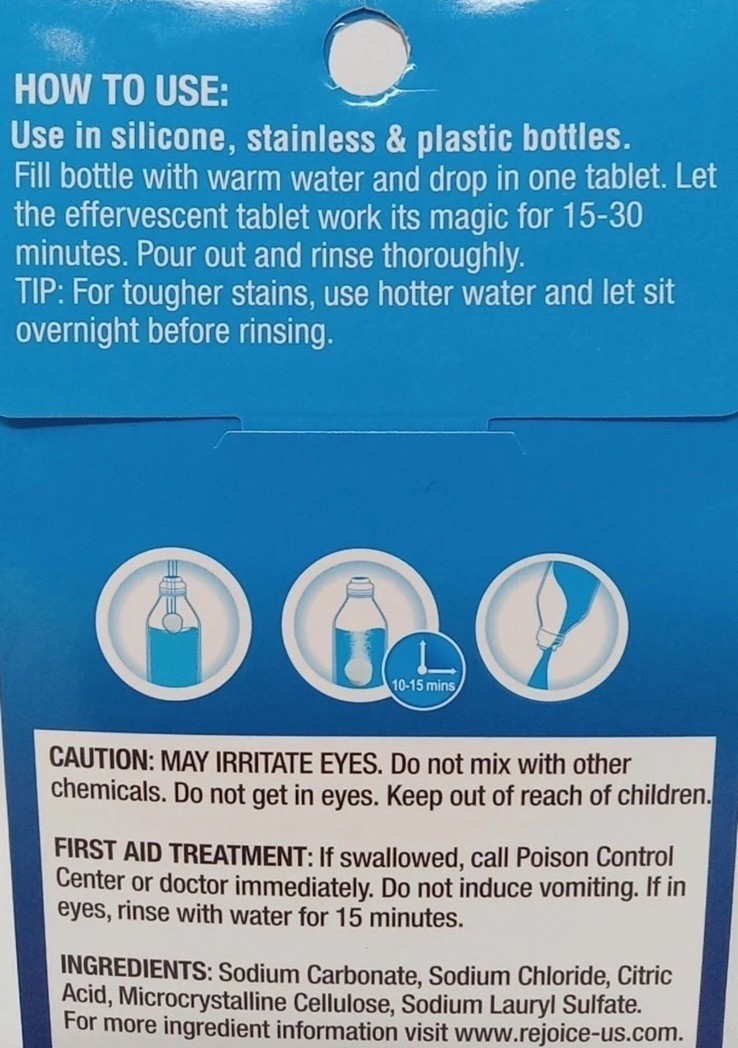 HOW TO USE:
Use in silicone, stainless & plastic bottles.
Fill bottle with warm water and drop in one tablet. Let
the effervescent tablet work its magic for 15-30
minutes. Pour out and rinse thoroughly.
TIP: For tougher stains, use hotter water and let sit
overnight before rinsing.
10-15 mins
CAUTION: MAY IRRITATE EYES. Do not mix with other
chemicals. Do not get in eyes. Keep out of reach of children.
FIRST AID TREATMENT: If swallowed, call Poison Control
Center or doctor immediately. Do not induce vomiting. If in
eyes, rinse with water for 15 minutes.
INGREDIENTS: Sodium Carbonate, Sodium Chloride, Citric
Acid, Microcrystalline Cellulose, Sodium Lauryl Sulfate.
For more ingredient information visit www.rejoice-us.com.